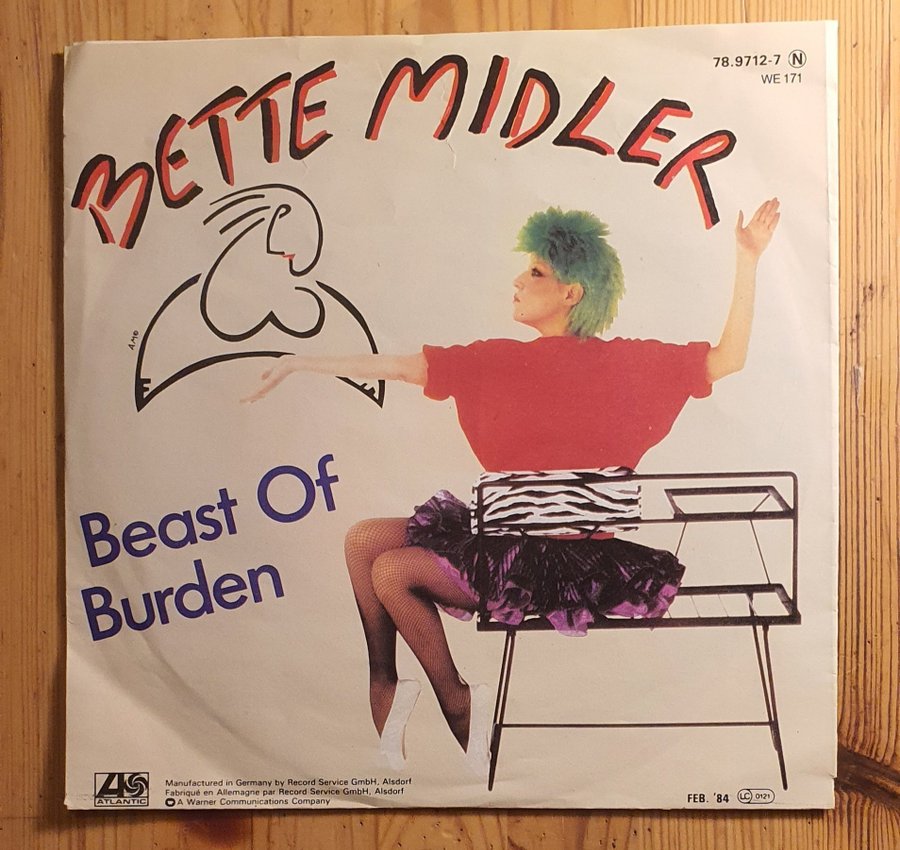 BETTE MIDLER
78.9712-7 N
WE 171
AMO
Beast Of
Burden
ATLANTIC
Manufactured in Germany by Record Service GmbH, Alsdorf
Fabriqué en Allemagne par Record Service GmbH, Alsdorf
A Warner Communications Company
FEB. '84 LC 0121